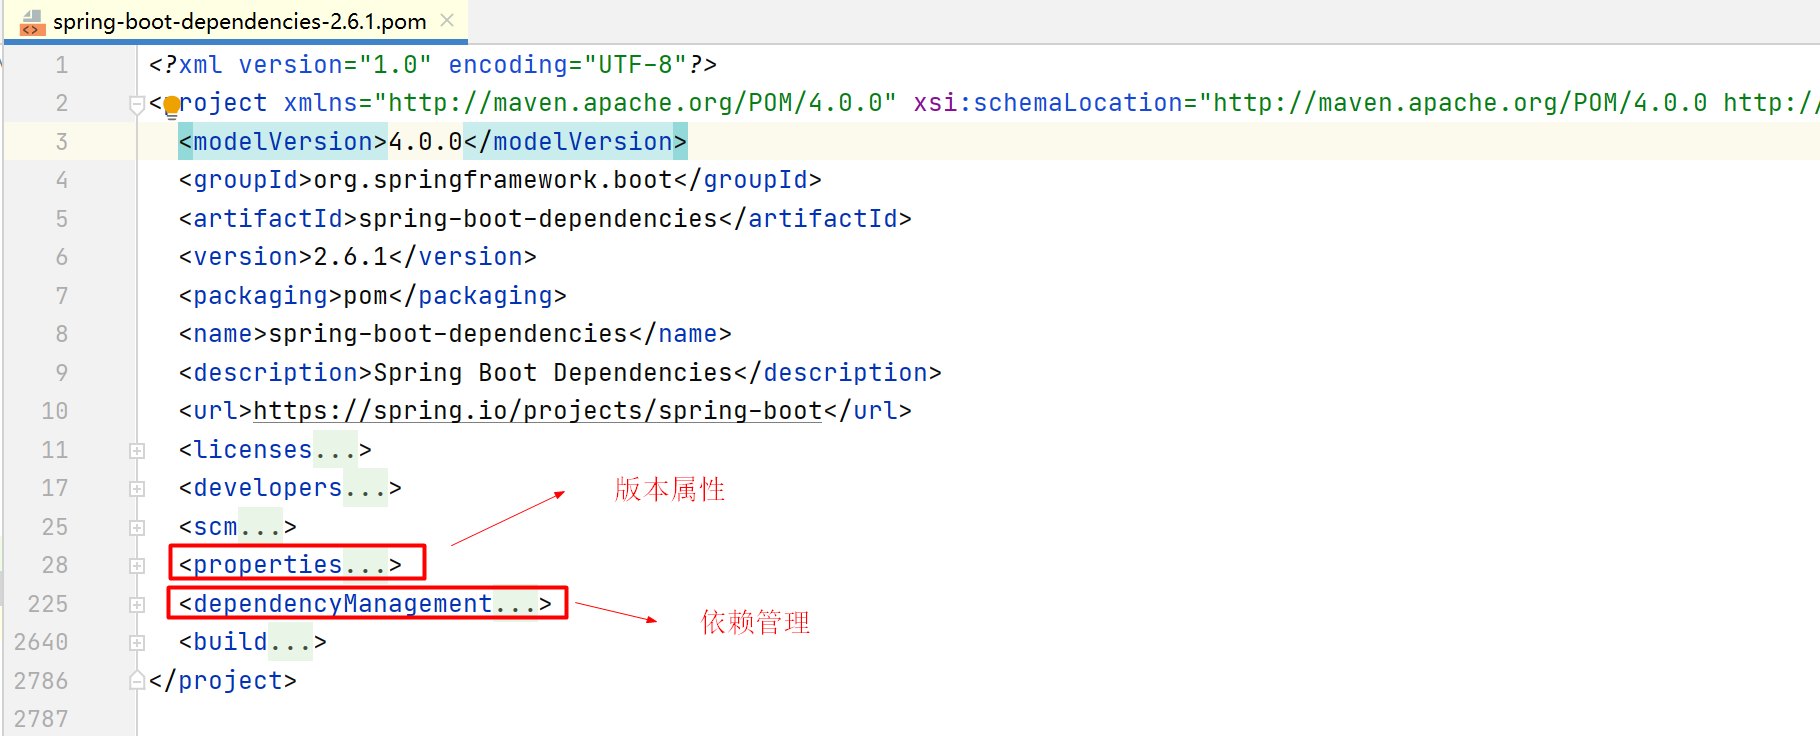 spring-boot-dependencies-2.6.1.pom
1 <?xml version="1.0" encoding="UTF-8"?>
2 <project xmlns="http://maven.apache.org/POM/4.0.0" xsi:schemaLocation="http://maven.apache.org/POM/4.0.0 http:/
3 <modelVersion>4.0.0</modelVersion>
4 <groupId>org.springframework.boot</groupId>
5 <artifactId>spring-boot-dependencies</artifactId>
6 <version>2.6.1</version>
7 <packaging>pom</packaging>
8 <name>spring-boot-dependencies</name>
9 <description>Spring Boot Dependencies</description>
10 <url>https://spring.io/projects/spring-boot</url>
11 <licenses...>
17 <developers...>
版本属性
25 <scm...>
28 <properties...>
225 <dependencyManagement...>
依赖管理
2640 <build...>
2786 </project>
2787